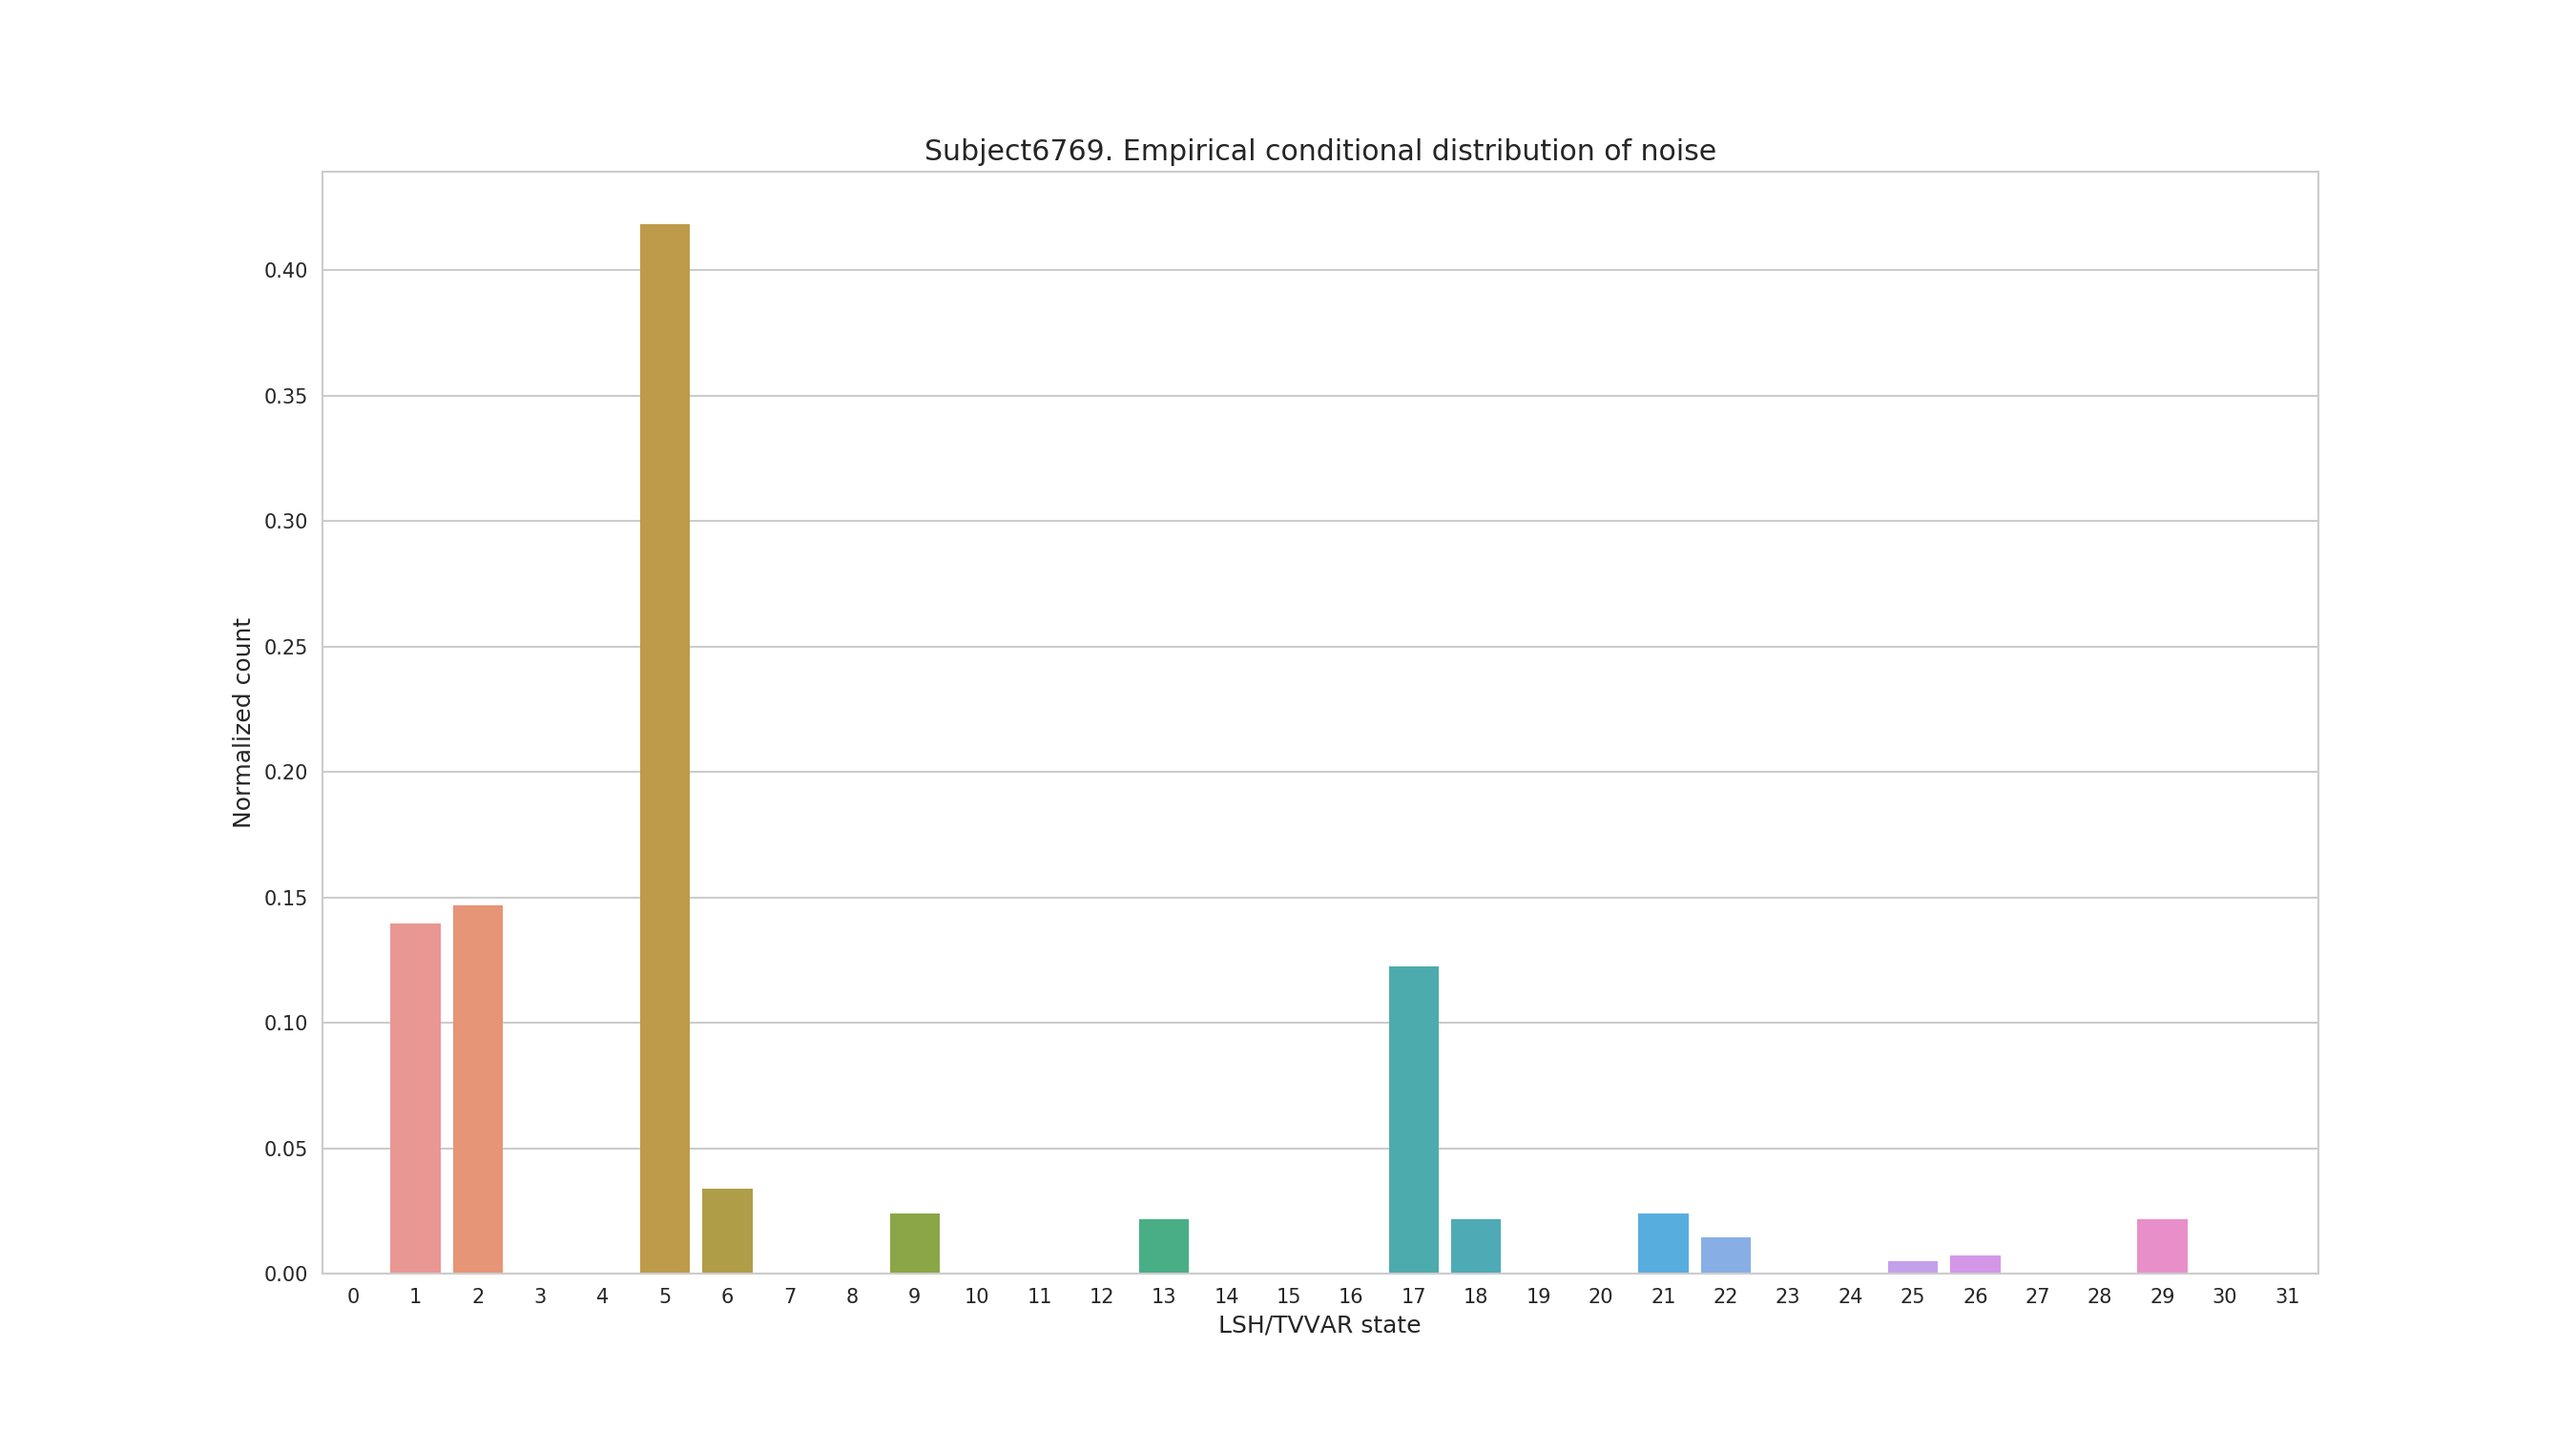 Subject6769. Empirical conditional distribution of noise
0.40
0.35
0.30
0.25
0.20
0.15
0.10
0.05
0.00
Normalized count
0 1 2 3 4 5 6 7 8 9 10 11 12 13 14 15 16 17 18 19 20 21 22 23 24 25 26 27 28 29 30 31
LSH/TVVAR state